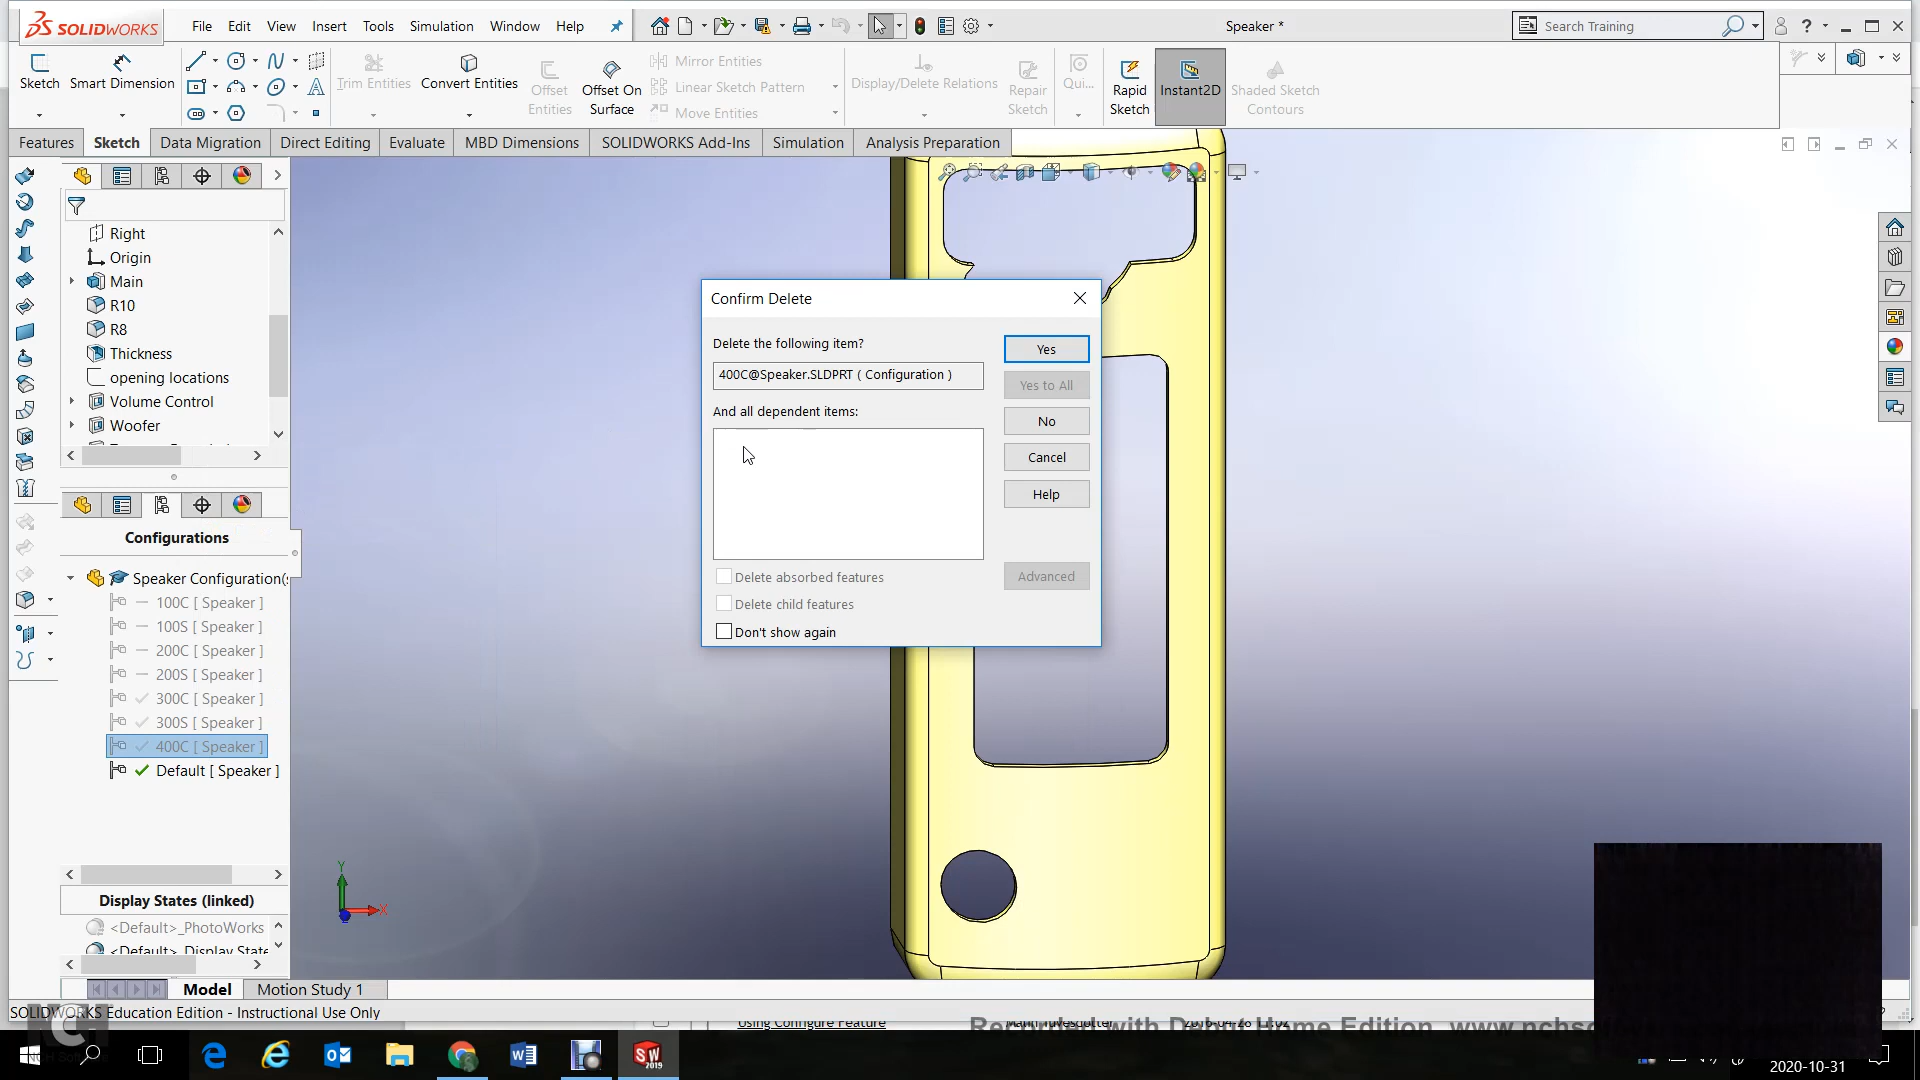 SOLIDWORKS File Edit View Insert Tools Simulation Window Help Speaker * Search Training
Sketch Smart Dimension Trim Entities Convert Entities Offset Entities Offset On Surface Mirror Entities Linear Sketch Pattern Move Entities Display/Delete Relations Repair Sketch Qui... Rapid Sketch Instant2D Shaded Sketch Contours
Features Sketch Data Migration Direct Editing Evaluate MBD Dimensions SOLIDWORKS Add-Ins Simulation Analysis Preparation
Right
Origin
Main
R10
R8
Thickness
opening locations
Volume Control
Woofer
Configurations
Speaker Configuration(s
100C [ Speaker ]
100S [ Speaker ]
200C [ Speaker ]
200S [ Speaker ]
300C [ Speaker ]
300S [ Speaker ]
400C [ Speaker ]
Default [ Speaker ]
Display States (linked)
<Default>_PhotoWorks
<Default>_Display State
Confirm Delete
Delete the following item?
400C@Speaker.SLDPRT ( Configuration )
And all dependent items:
Delete absorbed features
Delete child features
Don't show again
Yes
Yes to All
No
Cancel
Help
Advanced
Y
X
Model Motion Study 1
SOLIDWORKS Education Edition - Instructional Use Only
Using Configure Feature
2020-10-31